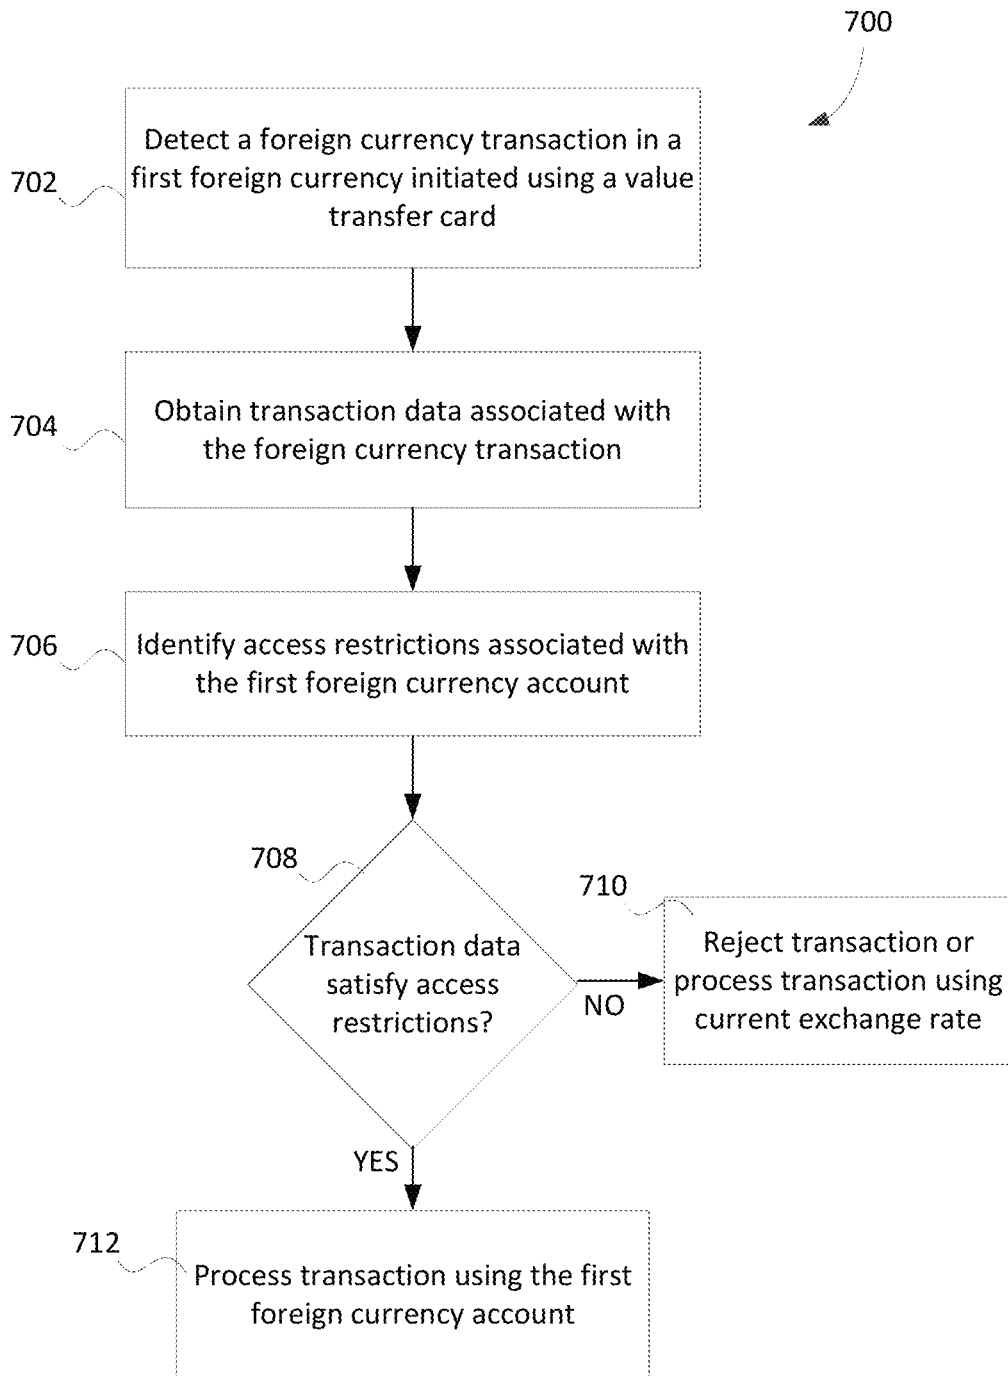 700
702
Detect a foreign currency transaction in a
first foreign currency initiated using a value
transfer card
704
Obtain transaction data associated with
the foreign currency transaction
706
Identify access restrictions associated with
the first foreign currency account
708
Transaction data
satisfy access
restrictions?
NO
710
Reject transaction or
process transaction using
current exchange rate
YES
712
Process transaction using the first
foreign currency account